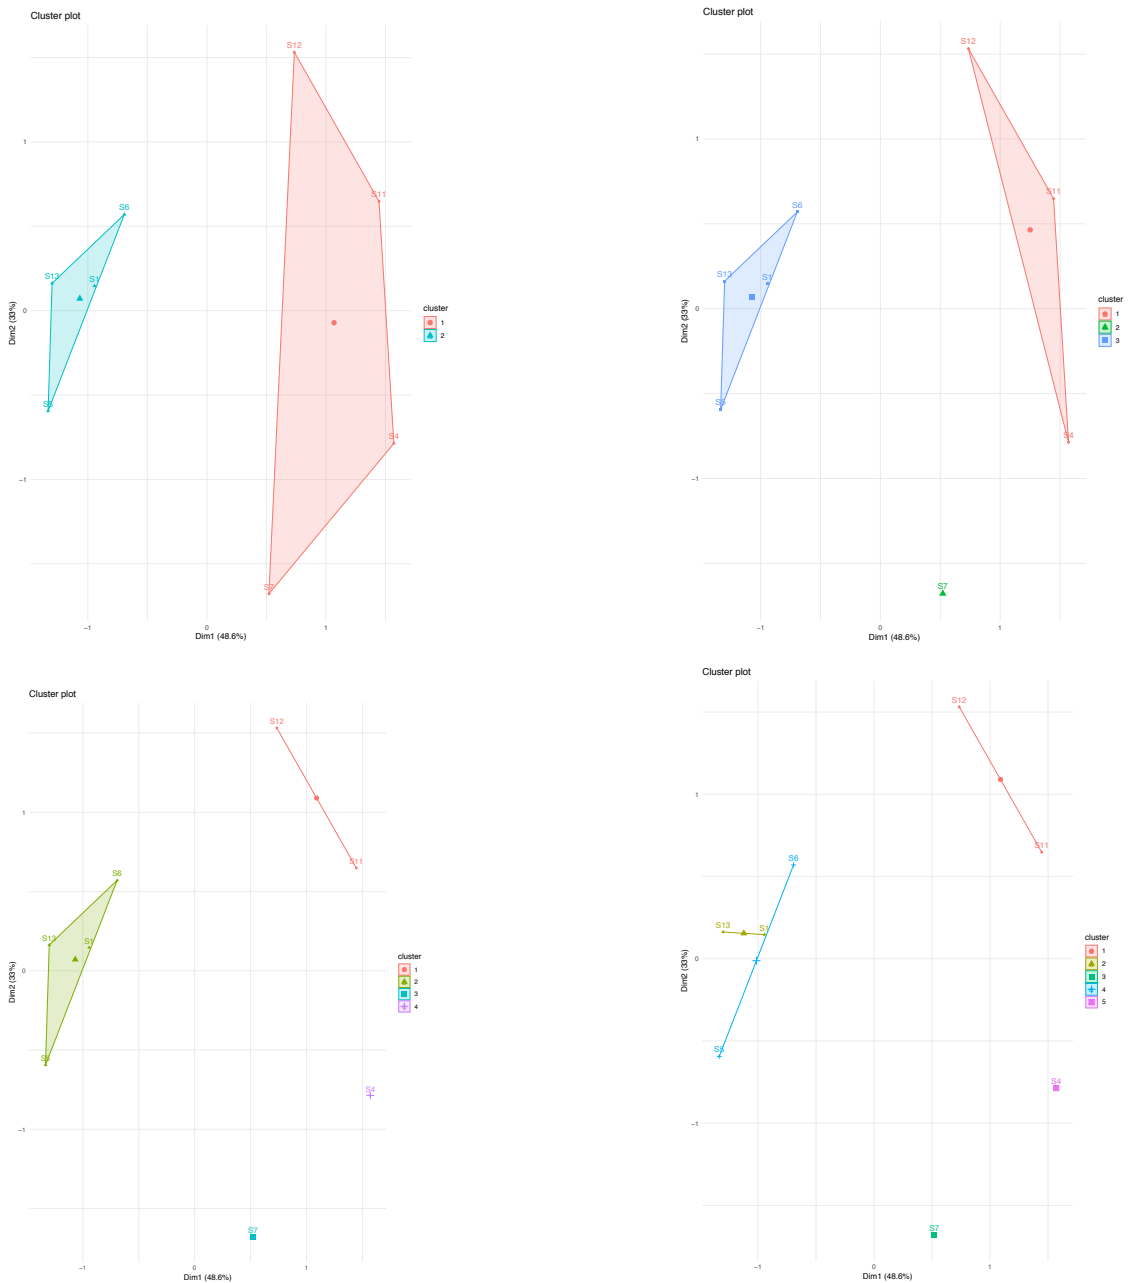 Cluster plot
S12
S11
S6
S13
S1
S5
S4
S7
1
0
−1
Dim2 (33%)
−1
0
1
Dim1 (48.6%)
cluster
1
2
Cluster plot
S12
S11
S6
S13
S1
S5
S4
S7
1
0
−1
Dim2 (33%)
−1
0
1
Dim1 (48.6%)
cluster
1
2
3
Cluster plot
S12
S11
S6
S13
S1
S5
S4
S7
1
0
−1
Dim2 (33%)
−1
0
1
Dim1 (48.6%)
cluster
1
2
3
4
Cluster plot
S12
S11
S6
S13
S1
S5
S4
S7
1
0
−1
Dim2 (33%)
−1
0
1
Dim1 (48.6%)
cluster
1
2
3
4
5